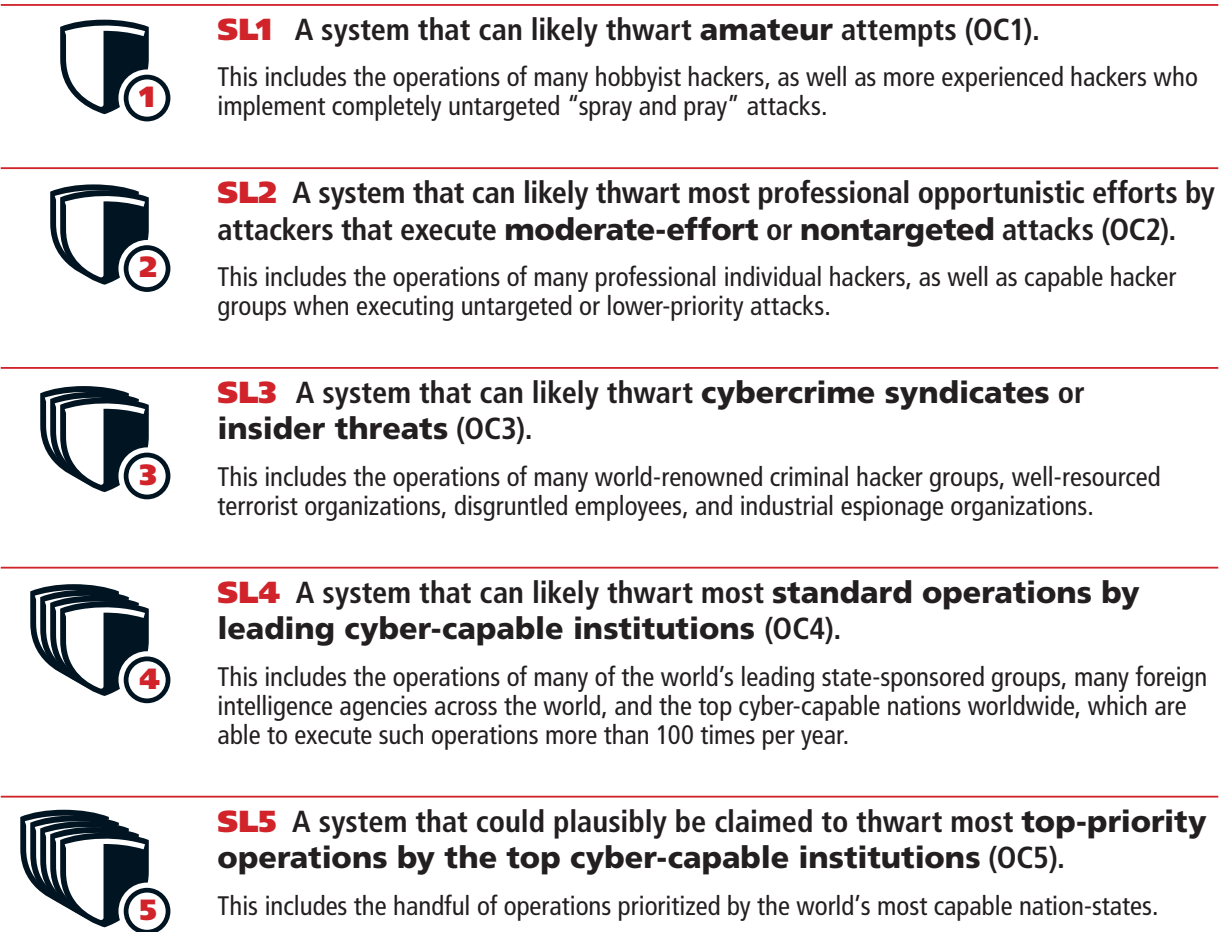 SL1 A system that can likely thwart amateur attempts (OC1).
This includes the operations of many hobbyist hackers, as well as more experienced hackers who
implement completely untargeted “spray and pray” attacks.
1
SL2 A system that can likely thwart most professional opportunistic efforts by
attackers that execute moderate-effort or nontargeted attacks (OC2).
This includes the operations of many professional individual hackers, as well as capable hacker
groups when executing untargeted or lower-priority attacks.
2
SL3 A system that can likely thwart cybercrime syndicates or
insider threats (OC3).
This includes the operations of many world-renowned criminal hacker groups, well-resourced
terrorist organizations, disgruntled employees, and industrial espionage organizations.
3
SL4 A system that can likely thwart most standard operations by
leading cyber-capable institutions (OC4).
This includes the operations of many of the world’s leading state-sponsored groups, many foreign
intelligence agencies across the world, and the top cyber-capable nations worldwide, which are
able to execute such operations more than 100 times per year.
4
SL5 A system that could plausibly be claimed to thwart most top-priority
operations by the top cyber-capable institutions (OC5).
This includes the handful of operations prioritized by the world’s most capable nation-states.
5